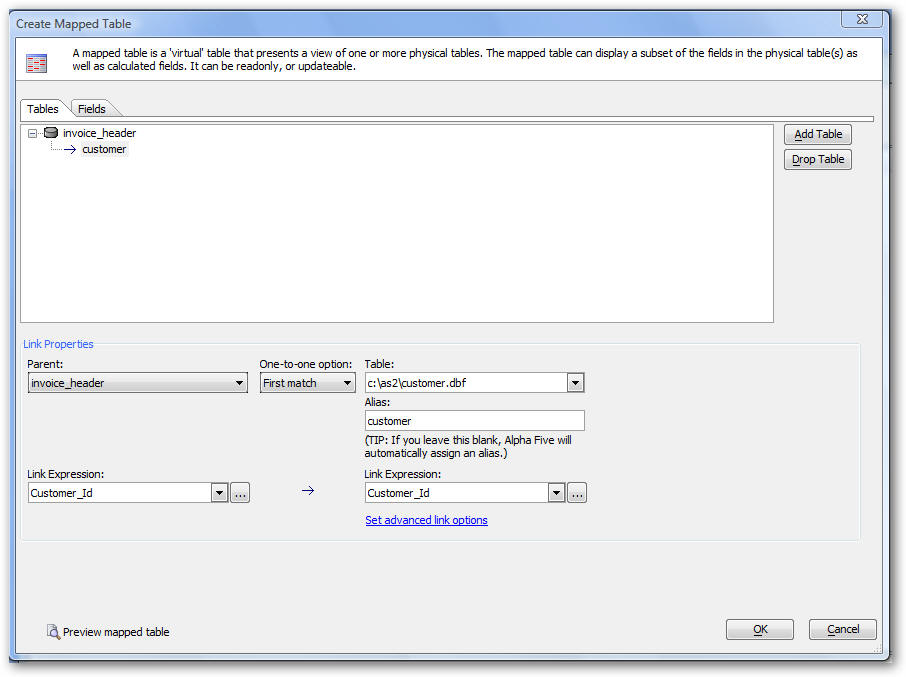 Create Mapped Table
A mapped table is a 'virtual' table that presents a view of one or more physical tables. The mapped table can display a subset of the fields in the physical table(s) as
well as calculated fields. It can be readonly, or updateable.
Tables Fields
invoice_header
customer
Add Table
Drop Table
Link Properties
Parent: One-to-one option: Table:
invoice_header First match c:\as2\customer.dbf
Alias:
customer
(TIP: If you leave this blank, Alpha Five will
automatically assign an alias.)
Link Expression: Link Expression:
Customer_Id ... Customer_Id ...
Set advanced link options
Preview mapped table OK Cancel